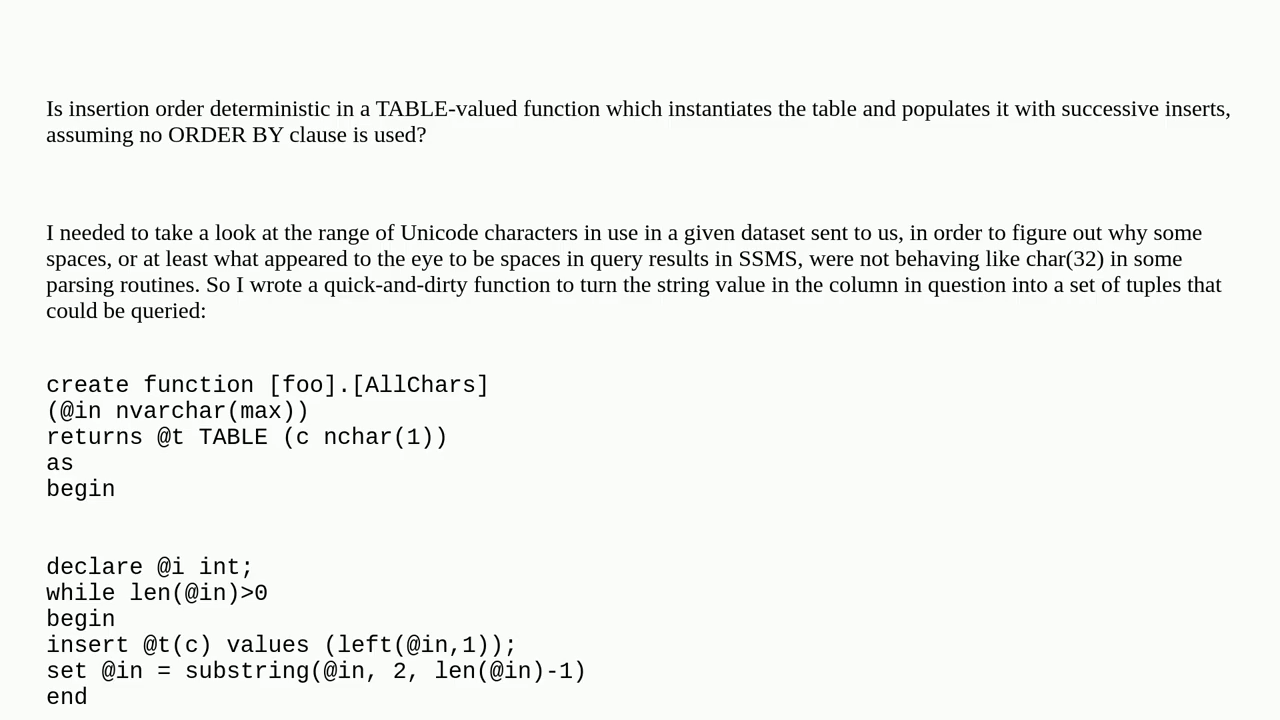 Is insertion order deterministic in a TABLE-valued function which instantiates the table and populates it with successive inserts,
assuming no ORDER BY clause is used?
I needed to take a look at the range of Unicode characters in use in a given dataset sent to us, in order to figure out why some
spaces, or at least what appeared to the eye to be spaces in query results in SSMS, were not behaving like char(32) in some
parsing routines. So I wrote a quick-and-dirty function to turn the string value in the column in question into a set of tuples that
could be queried:
create function [foo].[AllChars]
(@in nvarchar(max))
returns @t TABLE (c nchar(1))
as
begin
declare @i int;
while len(@in)>0
begin
insert @t(c) values (left(@in,1));
set @in = substring(@in, 2, len(@in)-1)
end